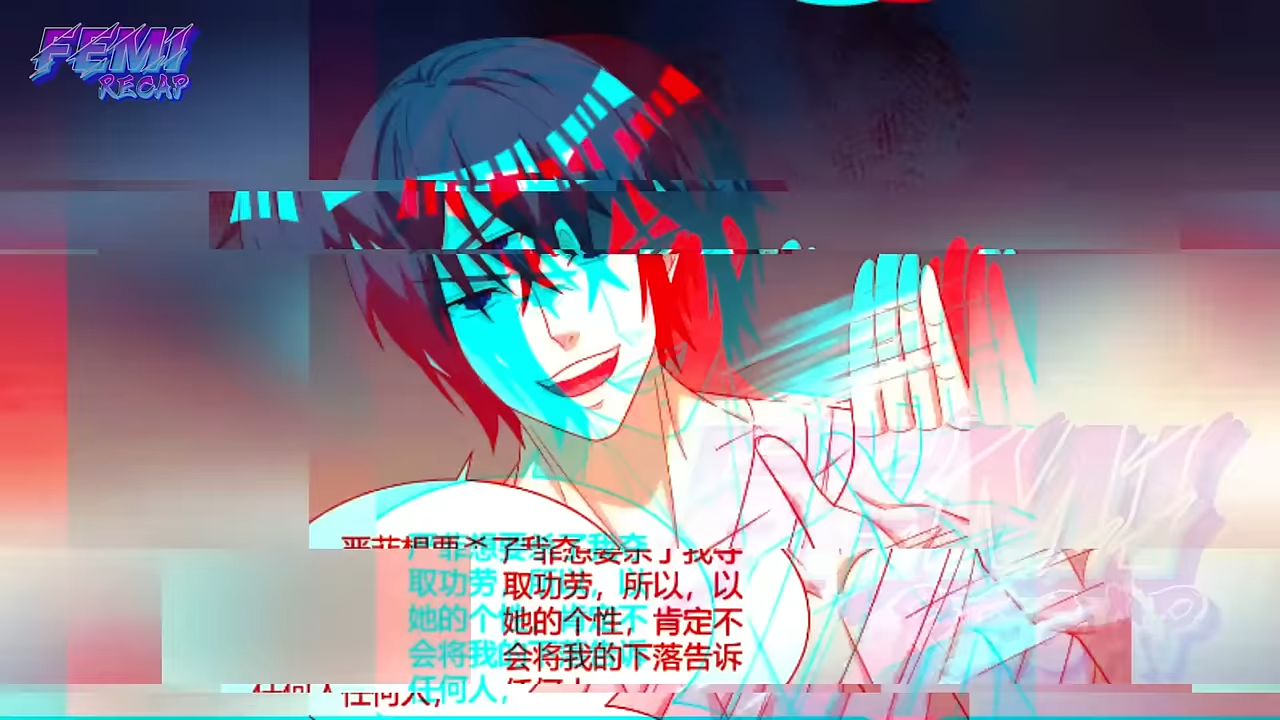 FEMI
RECAP
严菲想要杀了我夺
取功劳，所以，以
她的个性，肯定不
会将我的下落告诉
任何人，